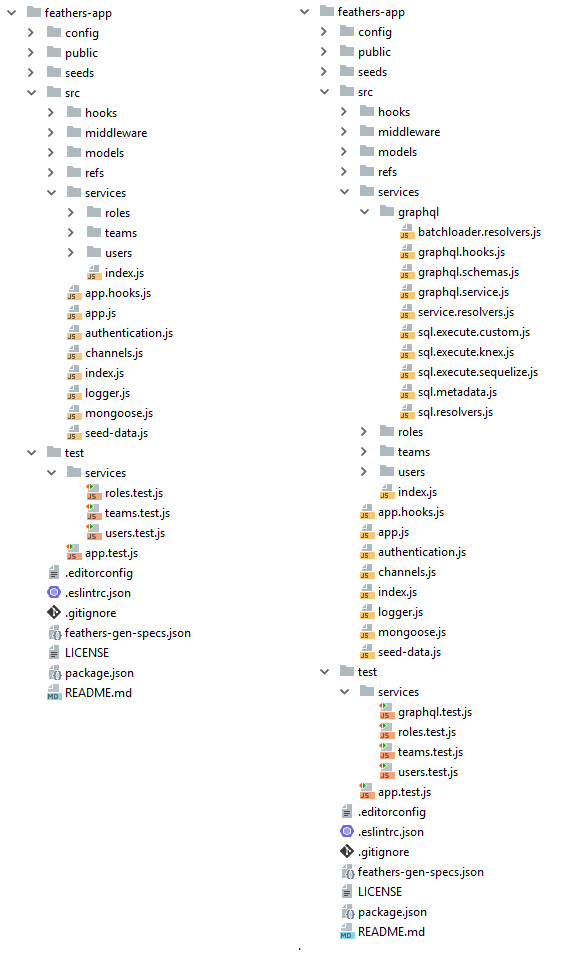 feathers-app
config
public
seeds
src
hooks
middleware
models
refs
services
roles
teams
users
index.js
app.hooks.js
app.js
authentication.js
channels.js
index.js
logger.js
mongoose.js
seed-data.js
test
services
roles.test.js
teams.test.js
users.test.js
app.test.js
.editorconfig
.eslintrc.json
.gitignore
feathers-gen-specs.json
LICENSE
package.json
README.md
feathers-app
config
public
seeds
src
hooks
middleware
models
refs
services
graphql
batchloader.resolvers.js
graphql.hooks.js
graphql.schemas.js
graphql.service.js
service.resolvers.js
sql.execute.custom.js
sql.execute.knex.js
sql.execute.sequelize.js
sql.metadata.js
sql.resolvers.js
roles
teams
users
index.js
app.hooks.js
app.js
authentication.js
channels.js
index.js
logger.js
mongoose.js
seed-data.js
test
services
graphql.test.js
roles.test.js
teams.test.js
users.test.js
app.test.js
.editorconfig
.eslintrc.json
.gitignore
feathers-gen-specs.json
LICENSE
package.json
README.md